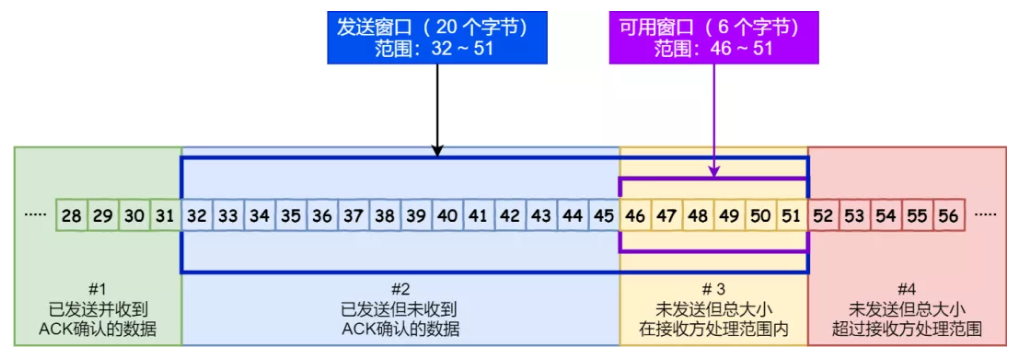 发送窗口（20 个字节）
范围：32 ~ 51
可用窗口（6 个字节）
范围：46 ~ 51
..... 28 29 30 31 32 33 34 35 36 37 38 39 40 41 42 43 44 45 46 47 48 49 50 51 52 53 54 55 56 .....
#1
已发送并收到
ACK确认的数据
#2
已发送但未收到
ACK确认的数据
# 3
未发送但总大小
在接收方处理范围内
#4
未发送但总大小
超过接收方处理范围